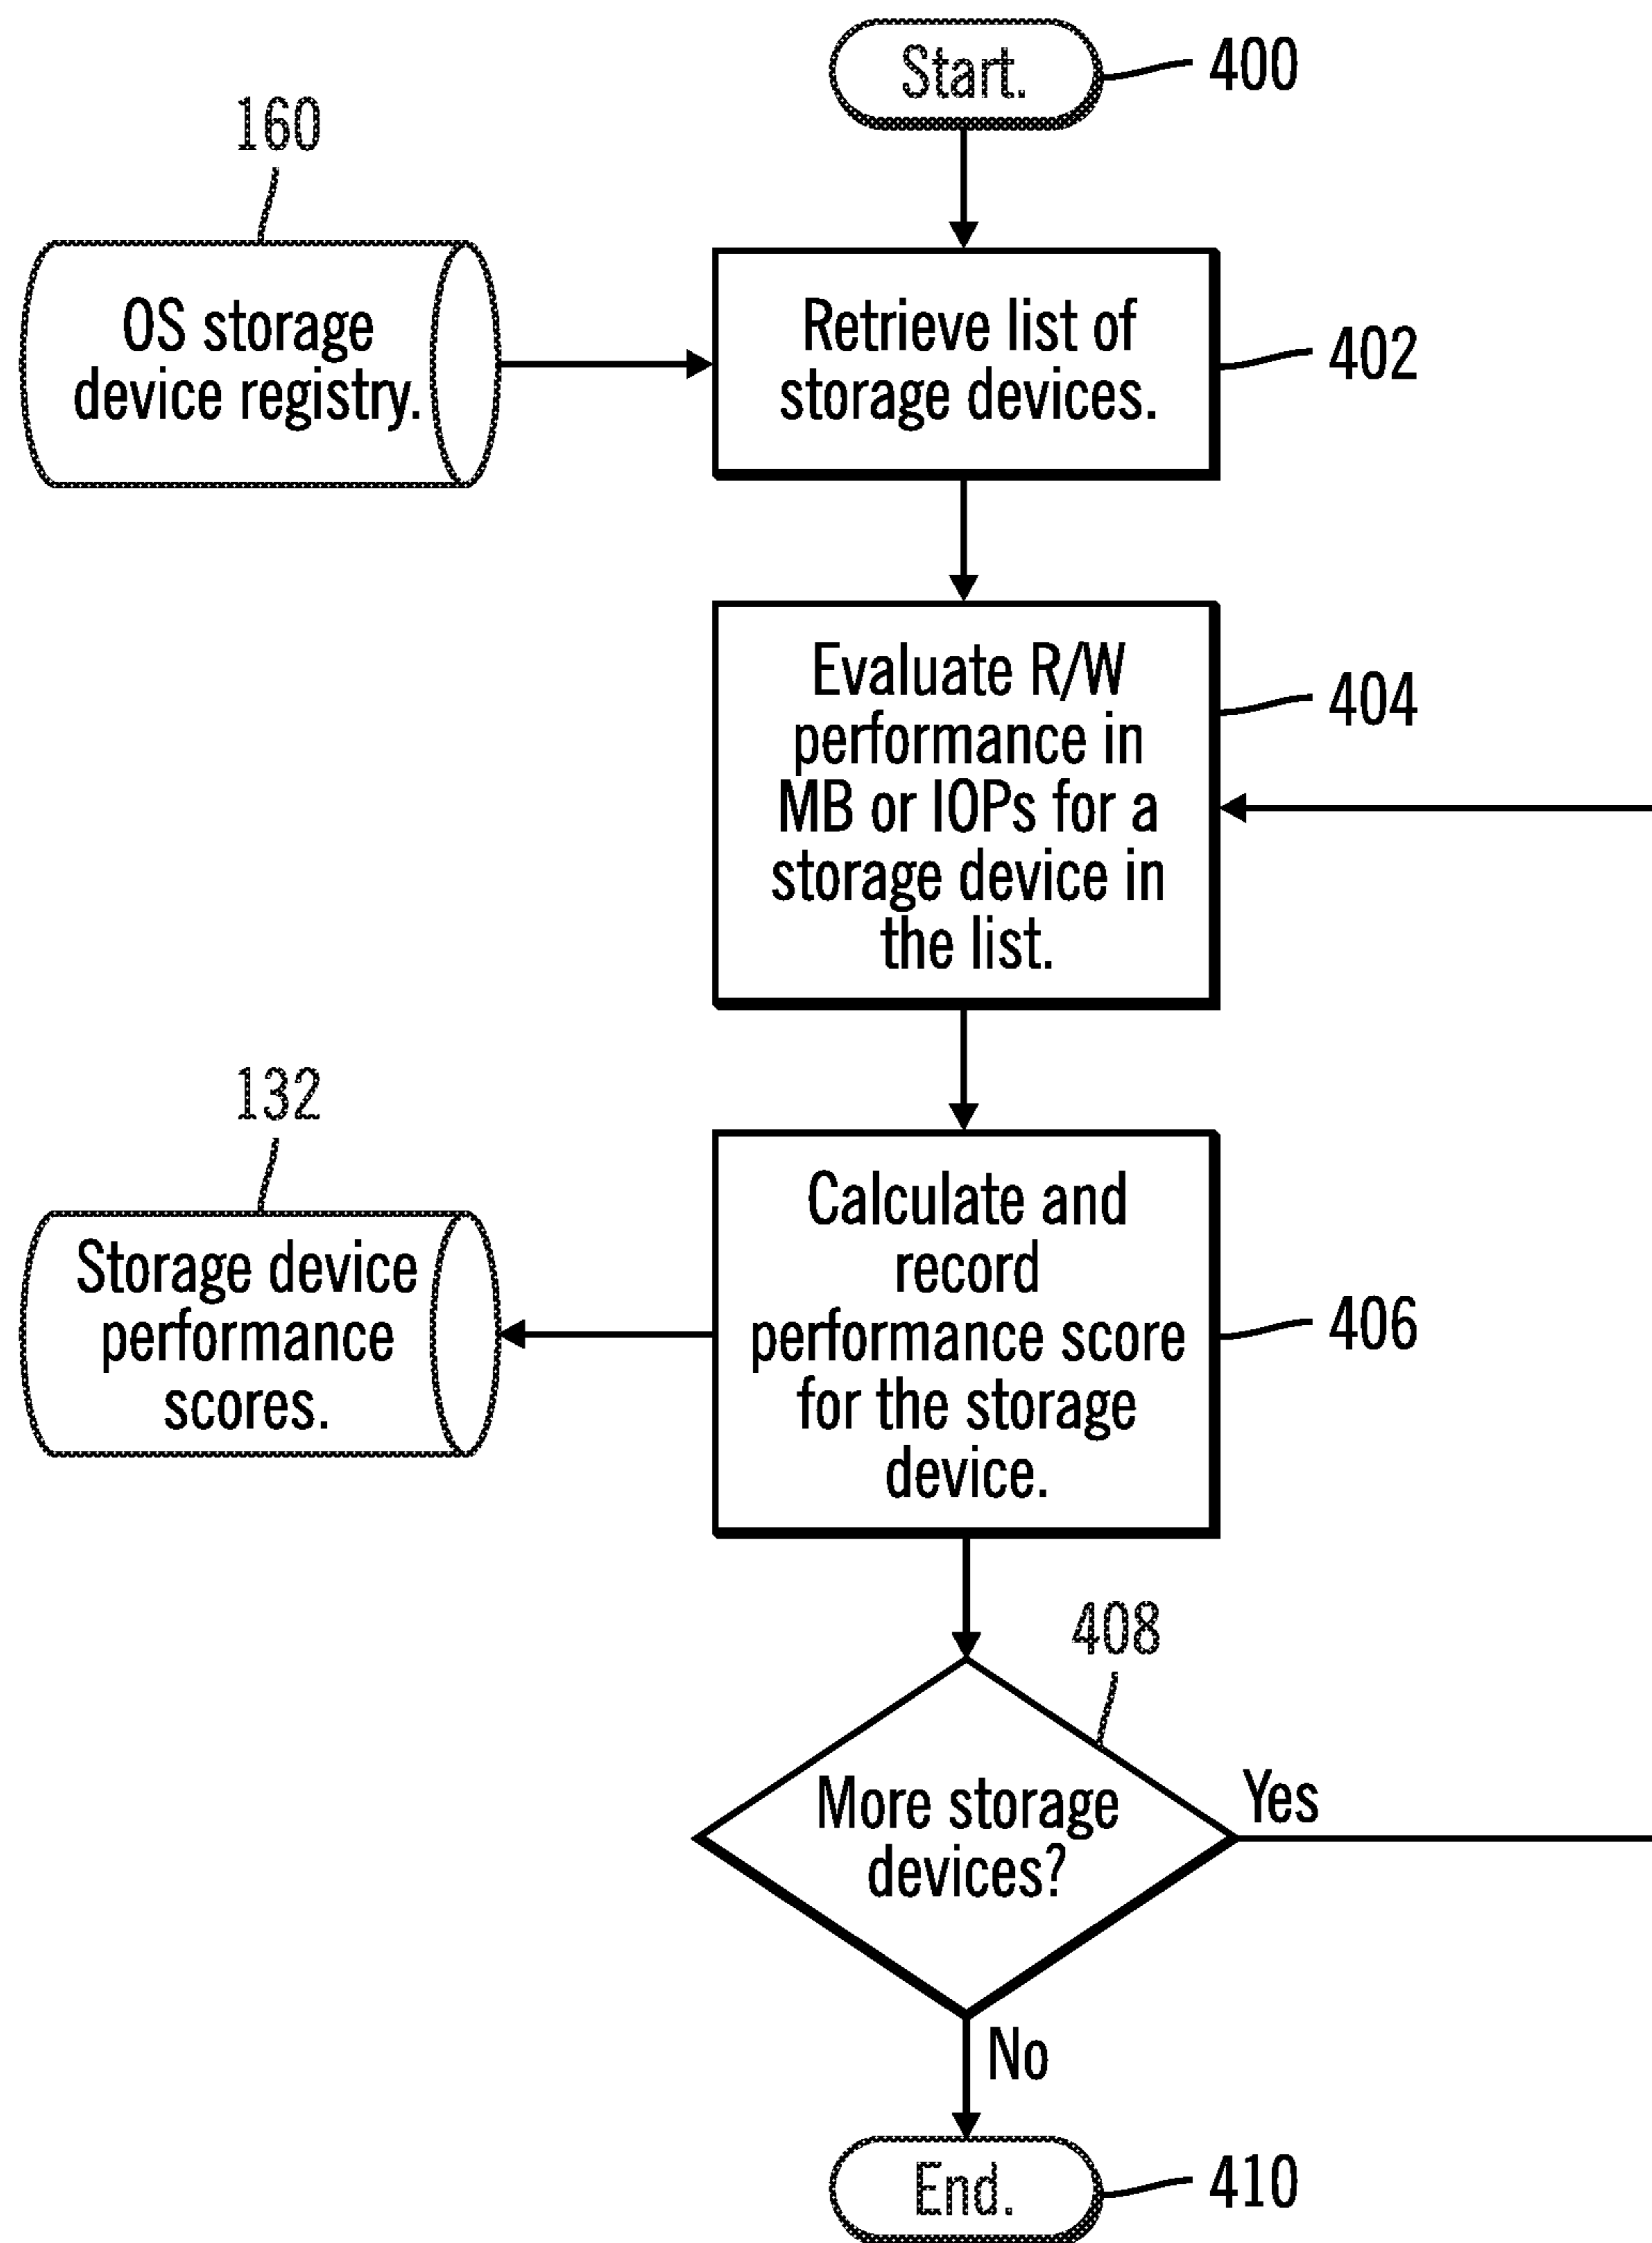 Start.
400
160
OS storage
device registry.
Retrieve list of
storage devices.
402
Evaluate R/W
performance in
MB or IOPs for a
storage device in
the list.
404
132
Storage device
performance
scores.
Calculate and
record
performance score
for the storage
device.
406
408
More storage
devices?
Yes
No
End.
410